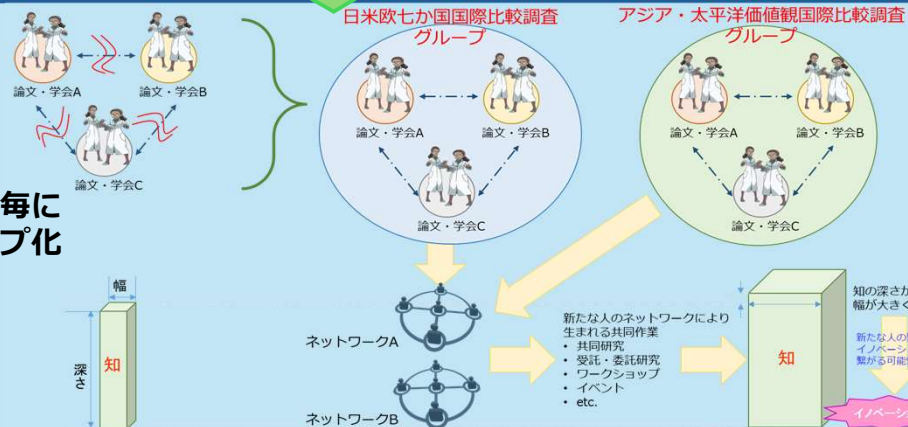 日米欧七か国国際比較調査
グループ
アジア・太平洋価値観国際比較調査
グループ
論文・学会A
論文・学会B
論文・学会C
論文・学会A
論文・学会B
論文・学会C
論文・学会A
論文・学会B
論文・学会C
毎に
プ化
幅
深さ
知
ネットワークA
ネットワークB
新たな人のネットワークにより
生まれる共同作業
• 共同研究
• 受託・委託研究
• ワークショップ
• イベント
• etc.
知
知の深さが
幅が大きく
新たな人の
イノベーシ
繋がる可能
イノベーシ